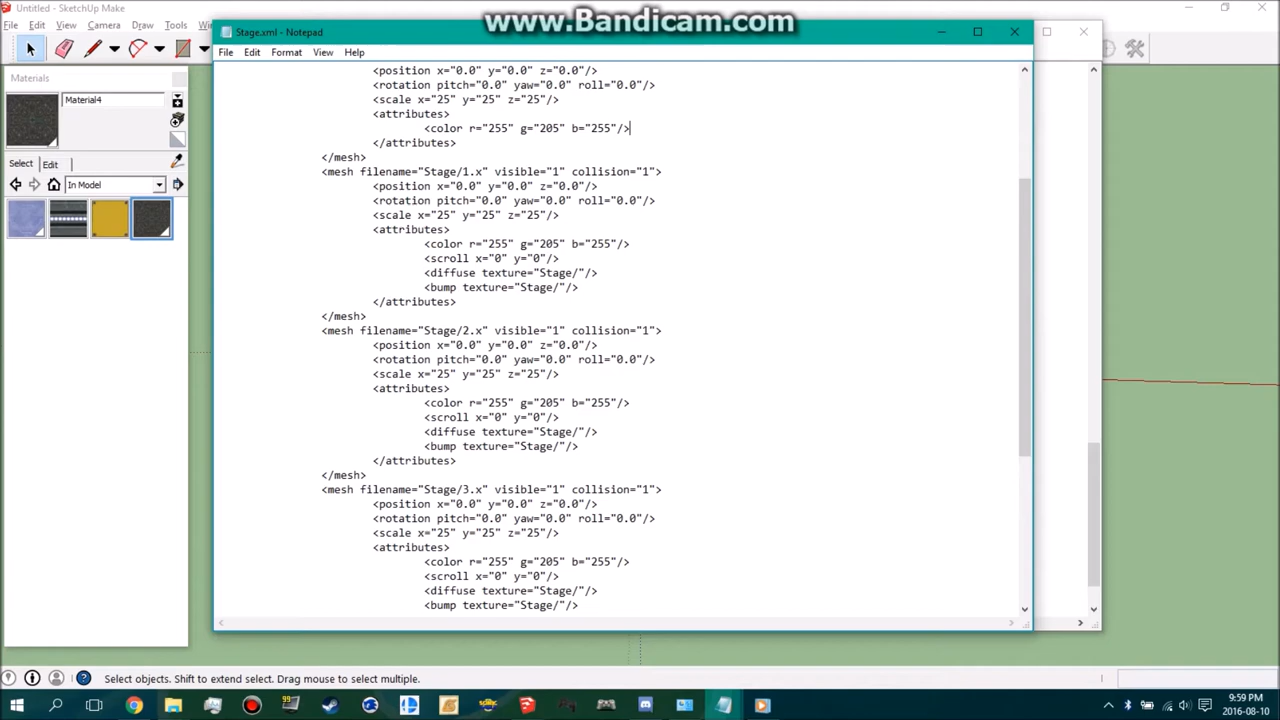 Untitled - SketchUp Make
www.Bandicam.com
File Edit View Camera Draw Tools
Stage.xml - Notepad
File Edit Format View Help
Materials
Material4
Select Edit
In Model
<position x="0.0" y="0.0" z="0.0"/>
<rotation pitch="0.0" yaw="0.0" roll="0.0"/>
<scale x="25" y="25" z="25"/>
<attributes>
<color r="255" g="205" b="255"/>
</attributes>
</mesh>
<mesh filename="Stage/1.x" visible="1" collision="1">
<position x="0.0" y="0.0" z="0.0"/>
<rotation pitch="0.0" yaw="0.0" roll="0.0"/>
<scale x="25" y="25" z="25"/>
<attributes>
<color r="255" g="205" b="255"/>
<scroll x="0" y="0"/>
<diffuse texture="Stage/"/>
<bump texture="Stage/"/>
</attributes>
</mesh>
<mesh filename="Stage/2.x" visible="1" collision="1">
<position x="0.0" y="0.0" z="0.0"/>
<rotation pitch="0.0" yaw="0.0" roll="0.0"/>
<scale x="25" y="25" z="25"/>
<attributes>
<color r="255" g="205" b="255"/>
<scroll x="0" y="0"/>
<diffuse texture="Stage/"/>
<bump texture="Stage/"/>
</attributes>
</mesh>
<mesh filename="Stage/3.x" visible="1" collision="1">
<position x="0.0" y="0.0" z="0.0"/>
<rotation pitch="0.0" yaw="0.0" roll="0.0"/>
<scale x="25" y="25" z="25"/>
<attributes>
<color r="255" g="205" b="255"/>
<scroll x="0" y="0"/>
<diffuse texture="Stage/"/>
<bump texture="Stage/"/>
Select objects. Shift to extend select. Drag mouse to select multiple.
99
9:59 PM
2016-08-10